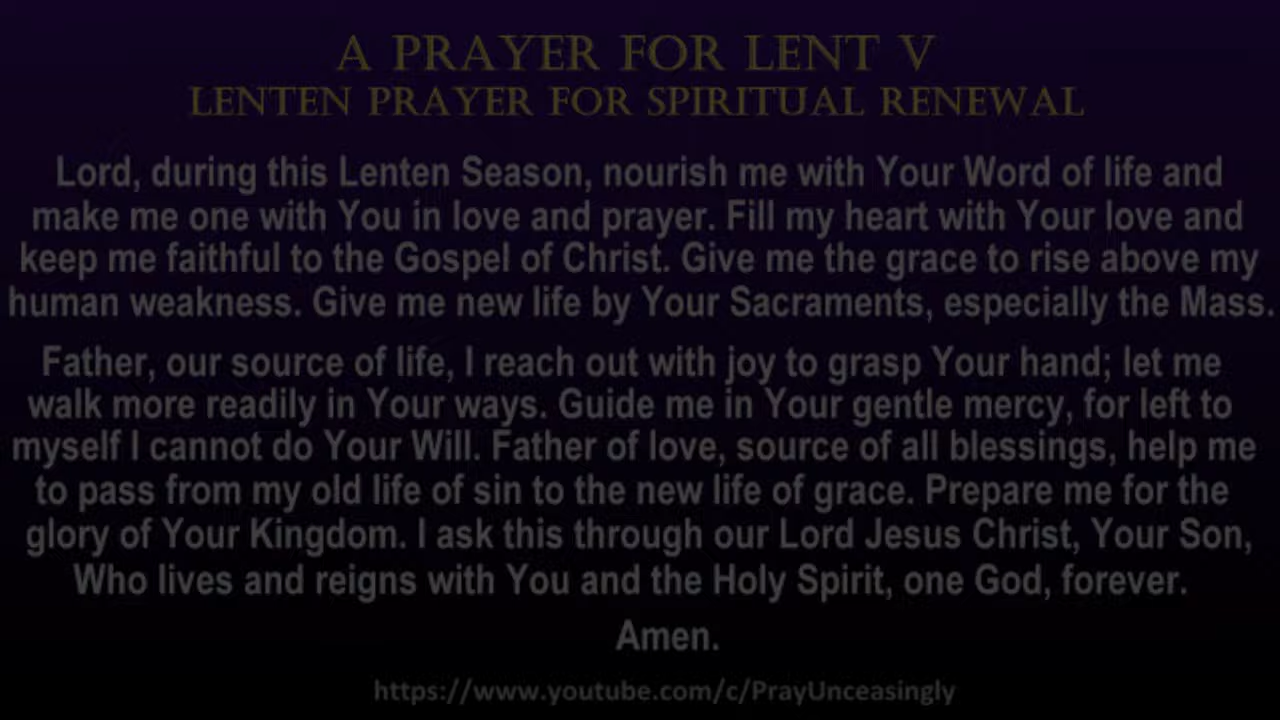 A PRAYER FOR LENT V
LENTEN PRAYER FOR SPIRITUAL RENEWAL
Lord, during this Lenten Season, nourish me with Your Word of life and
make me one with You in love and prayer. Fill my heart with Your love and
keep me faithful to the Gospel of Christ. Give me the grace to rise above my
human weakness. Give me new life by Your Sacraments, especially the Mass.
Father, our source of life, I reach out with joy to grasp Your hand; let me
walk more readily in Your ways. Guide me in Your gentle mercy, for left to
myself I cannot do Your Will. Father of love, source of all blessings, help me
to pass from my old life of sin to the new life of grace. Prepare me for the
glory of Your Kingdom. I ask this through our Lord Jesus Christ, Your Son,
Who lives and reigns with You and the Holy Spirit, one God, forever.
Amen.
https://www.youtube.com/c/PrayUnceasingly